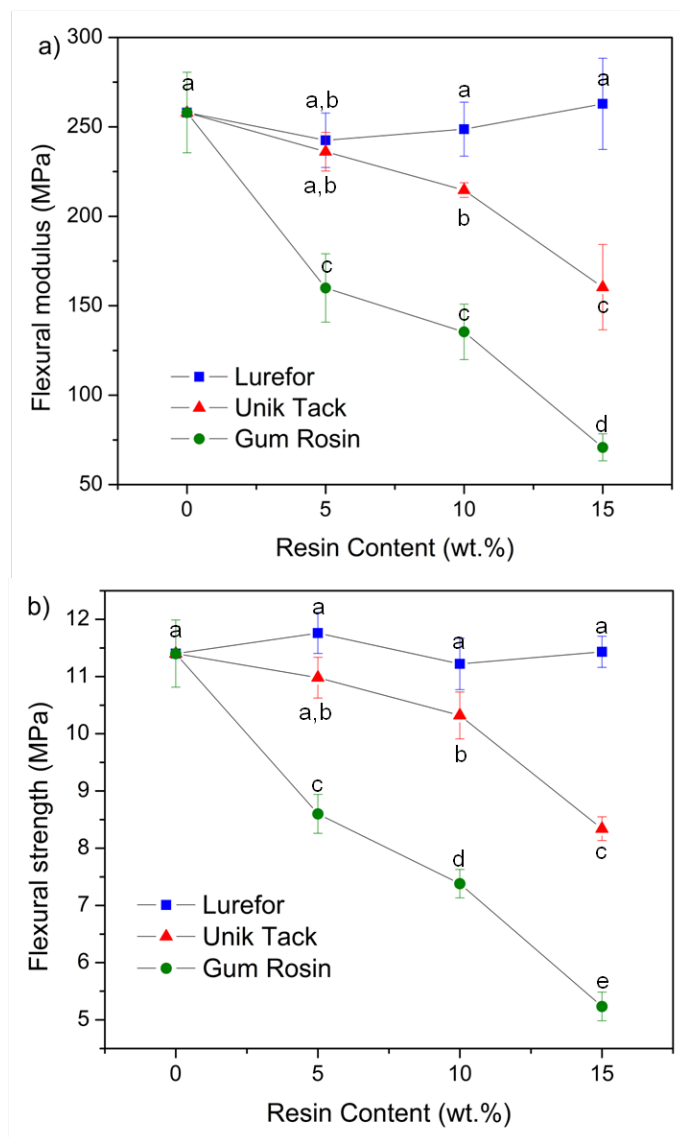 a)
300
250
200
150
100
50
Flexural modulus (MPa)
a
a,b
a
a
a,b
b
c
c
c
d
Lurefor
Unik Tack
Gum Rosin
0 5 10 15
Resin Content (wt.%)
b)
12
11
10
9
8
7
6
5
Flexural strength (MPa)
a
a
a
a
a,b
b
c
c
d
e
Lurefor
Unik Tack
Gum Rosin
0 5 10 15
Resin Content (wt.%)